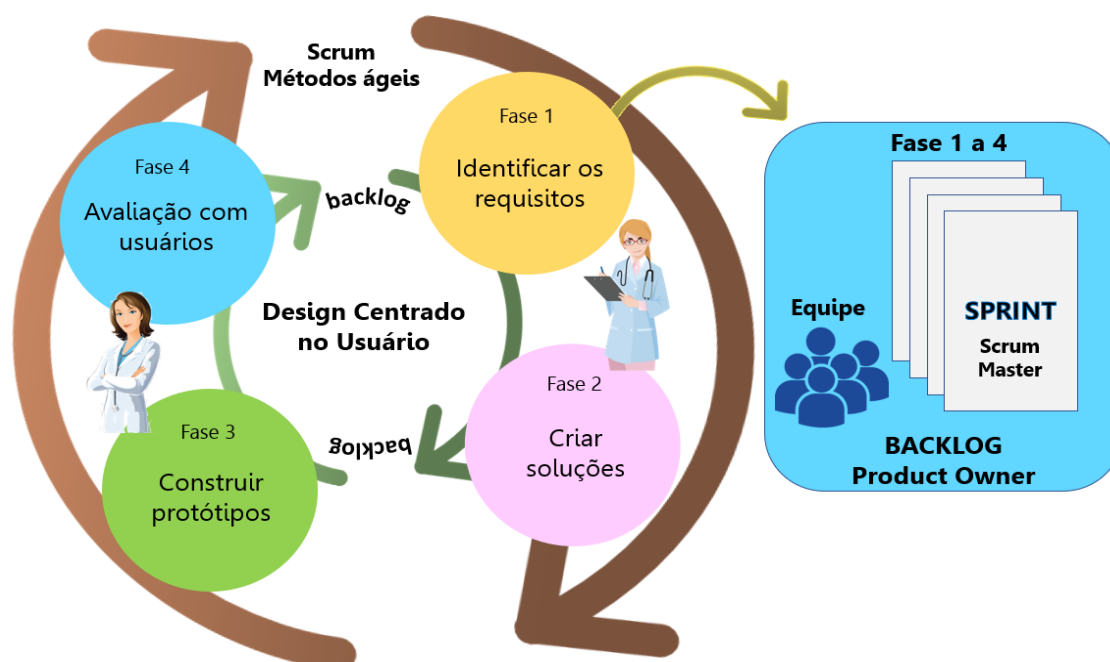 Scrum
Métodos ágeis
Fase 1
Identificar os
requisitos
Fase 4
Avaliação com
usuários
backlog
Design Centrado
no Usuário
Fase 2
Criar
soluções
Fase 3
Construir
protótipos
backlog
Fase 1 a 4
Equipe
SPRINT
Scrum
Master
BACKLOG
Product Owner